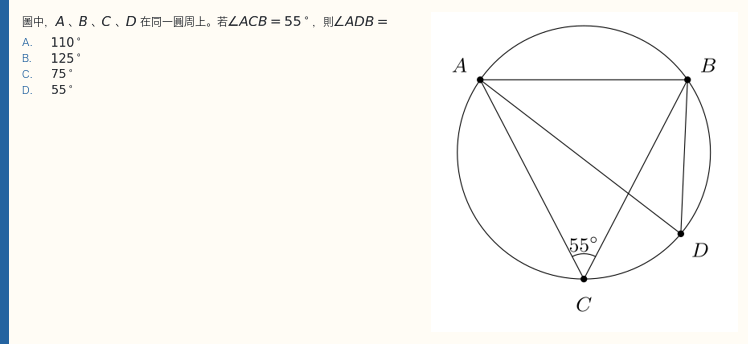 圖中，A、B、C、D 在同一圓周上。若∠ACB = 55°，則∠ADB =
A. 110°
B. 125°
C. 75°
D. 55°
A
B
55°
D
C